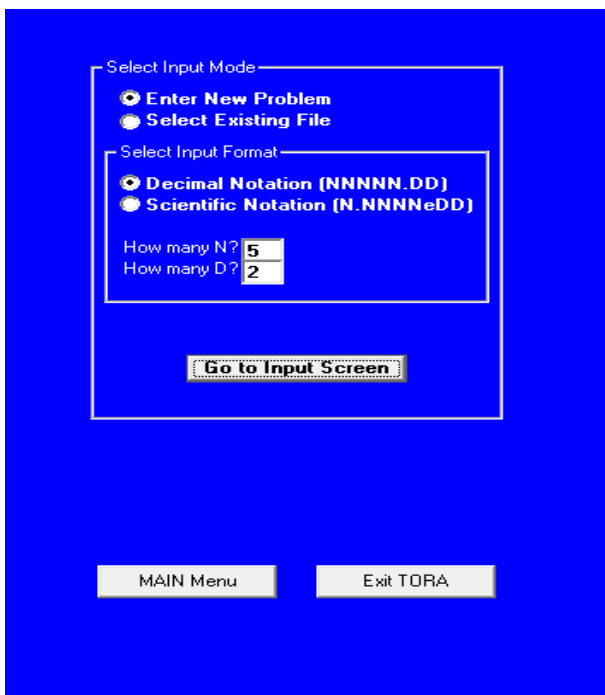 Select Input Mode
Enter New Problem
Select Existing File
Select Input Format
Decimal Notation (NNNNN.DD)
Scientific Notation (N.NNNNeDD)
How many N? 5
How many D? 2
Go to Input Screen
MAIN Menu Exit TORA